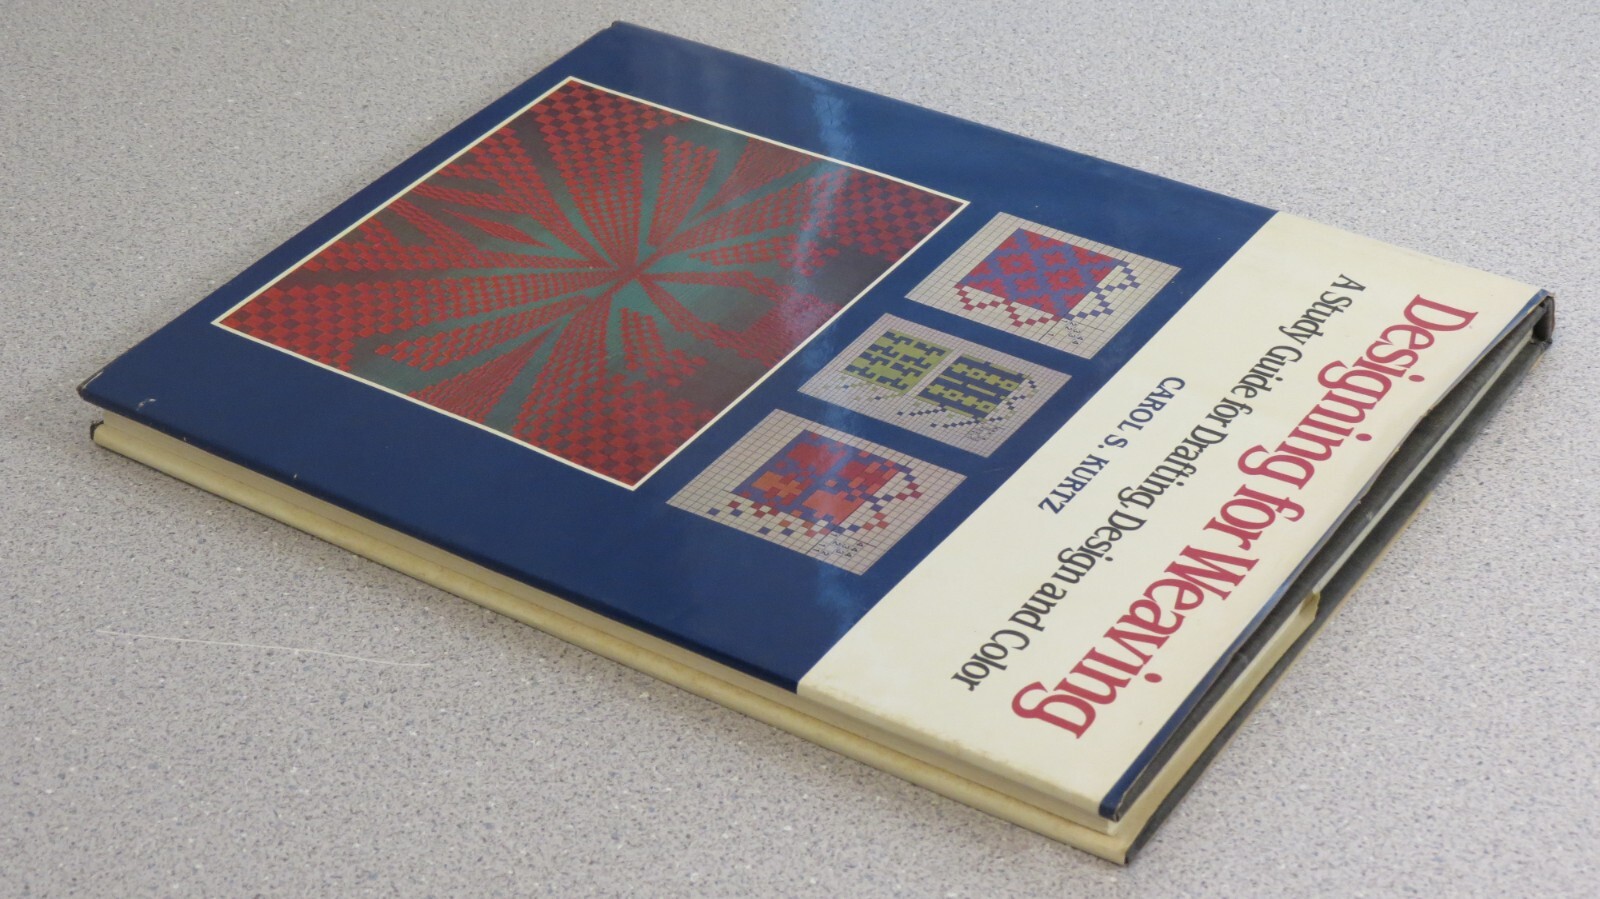 Designing for Weaving
A Study Guide for Drafting, Design and Color
CAROL S. KURTZ